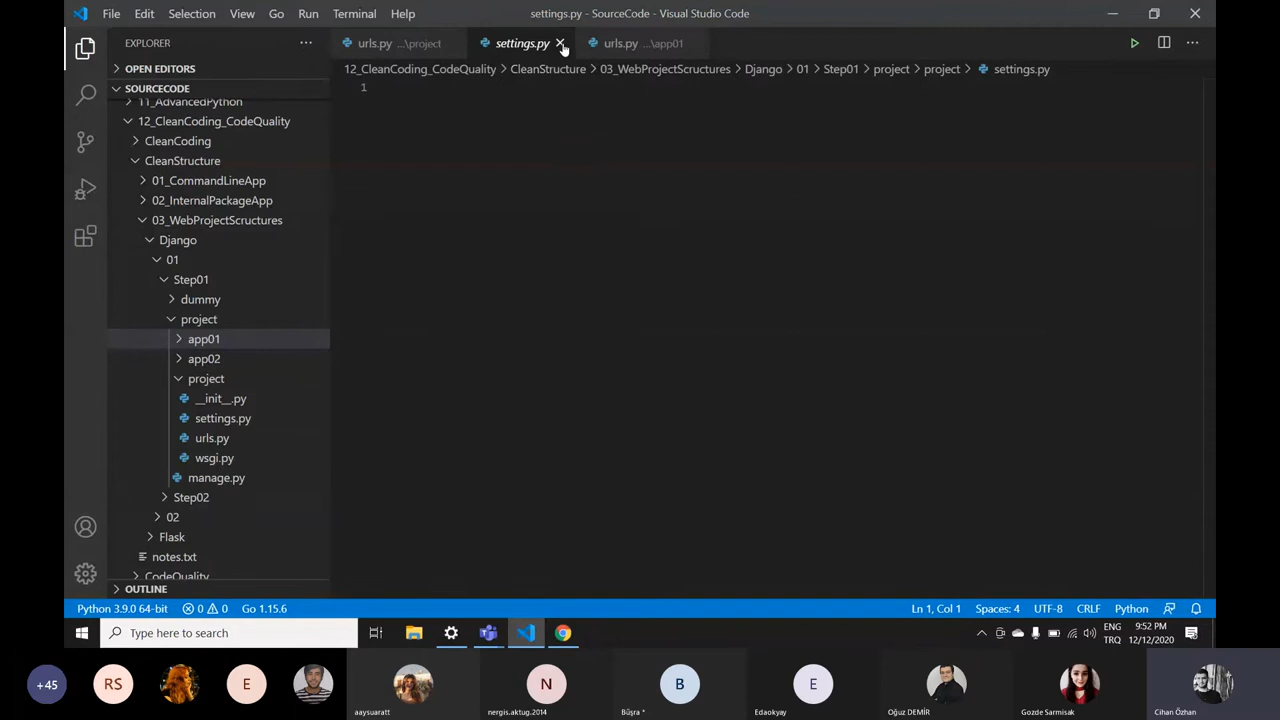 File Edit Selection View Go Run Terminal Help settings.py - SourceCode - Visual Studio Code
EXPLORER
urls.py ...\project settings.py urls.py ...\app01
OPEN EDITORS
12_CleanCoding_CodeQuality > CleanStructure > 03_WebProjectScructures > Django > 01 > Step01 > project > project > settings.py
SOURCECODE
1
11_AdvancedPython
12_CleanCoding_CodeQuality
CleanCoding
CleanStructure
01_CommandLineApp
02_InternalPackageApp
03_WebProjectScructures
Django
01
Step01
dummy
project
app01
app02
project
__init__.py
settings.py
urls.py
wsgi.py
manage.py
Step02
02
Flask
notes.txt
CodeQuality
OUTLINE
Python 3.9.0 64-bit 0 0 Go 1.15.6 Ln 1, Col 1 Spaces: 4 UTF-8 CRLF Python
Type here to search
ENG 9:52 PM
TRQ 12/12/2020
+45 RS E N B E
aaysuaratt nergis.aktug.2014 Büşra * Edaokyay Oğuz DEMİR Gozde Sarmisak Cihan Özhan